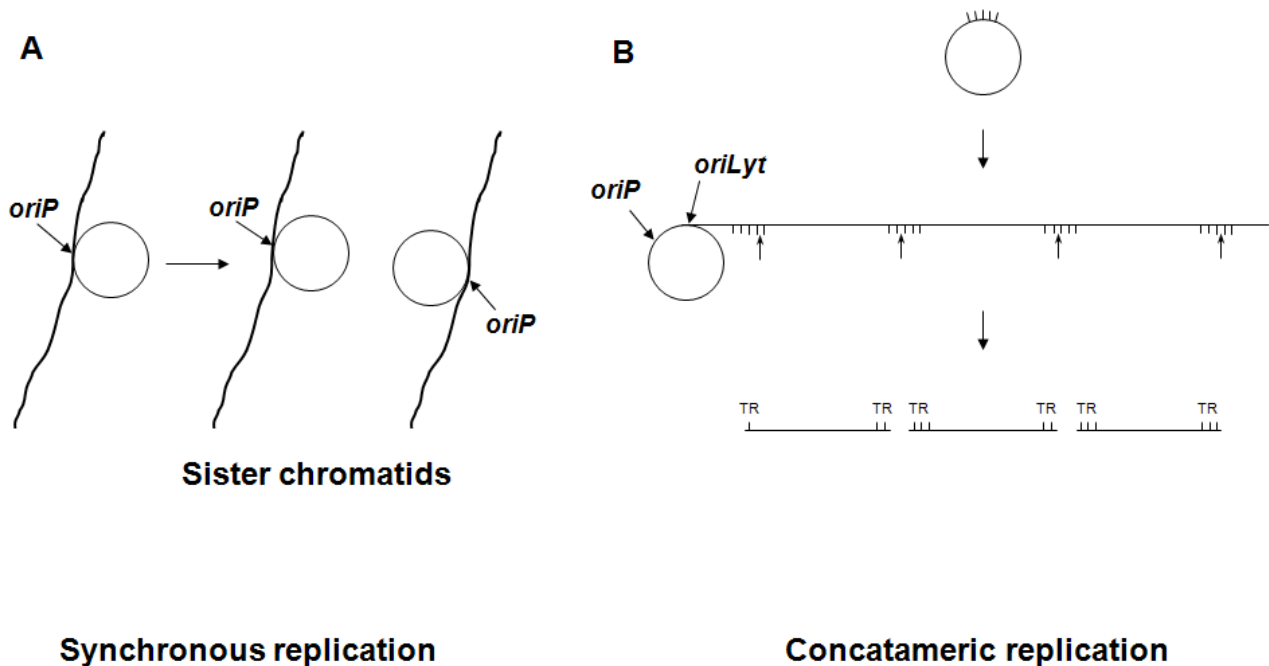 A
oriP
oriP
oriP
Sister chromatids
Synchronous replication
B
oriP
oriLyt
TR TR TR TR TR TR
Concatameric replication